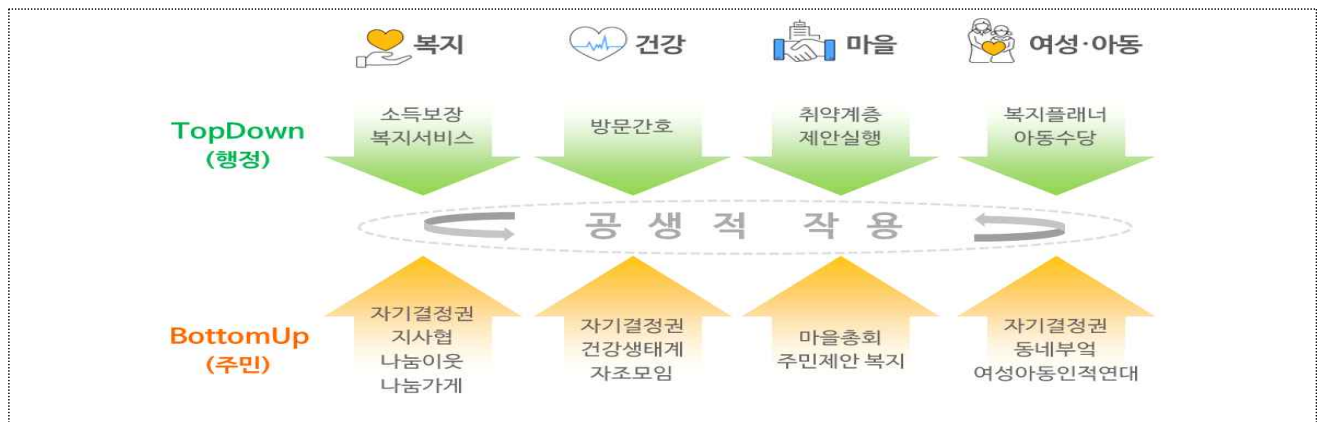 복지
건강
마을
여성·아동
TopDown
(행정)
소득보장
복지서비스
방문간호
취약계층
제안실행
복지플래너
아동수당
공생적 작용
BottomUp
(주민)
자기결정권
지사협
나눔이웃
나눔가게
자기결정권
건강생태계
자조모임
마을총회
주민제안 복지
자기결정권
동네부엌
여성아동인적연대